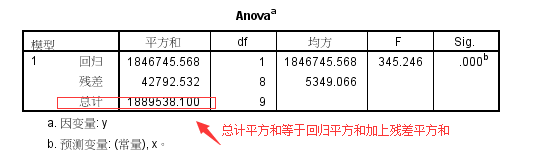 Anovaᵃ
模型 平方和 df 均方 F Sig.
1 回归 1846745.568 1 1846745.568 345.246 .000ᵇ
残差 42792.532 8 5349.066
总计 1889538.100 9
a. 因变量: y
b. 预测变量: (常量), x。
总计平方和等于回归平方和加上残差平方和